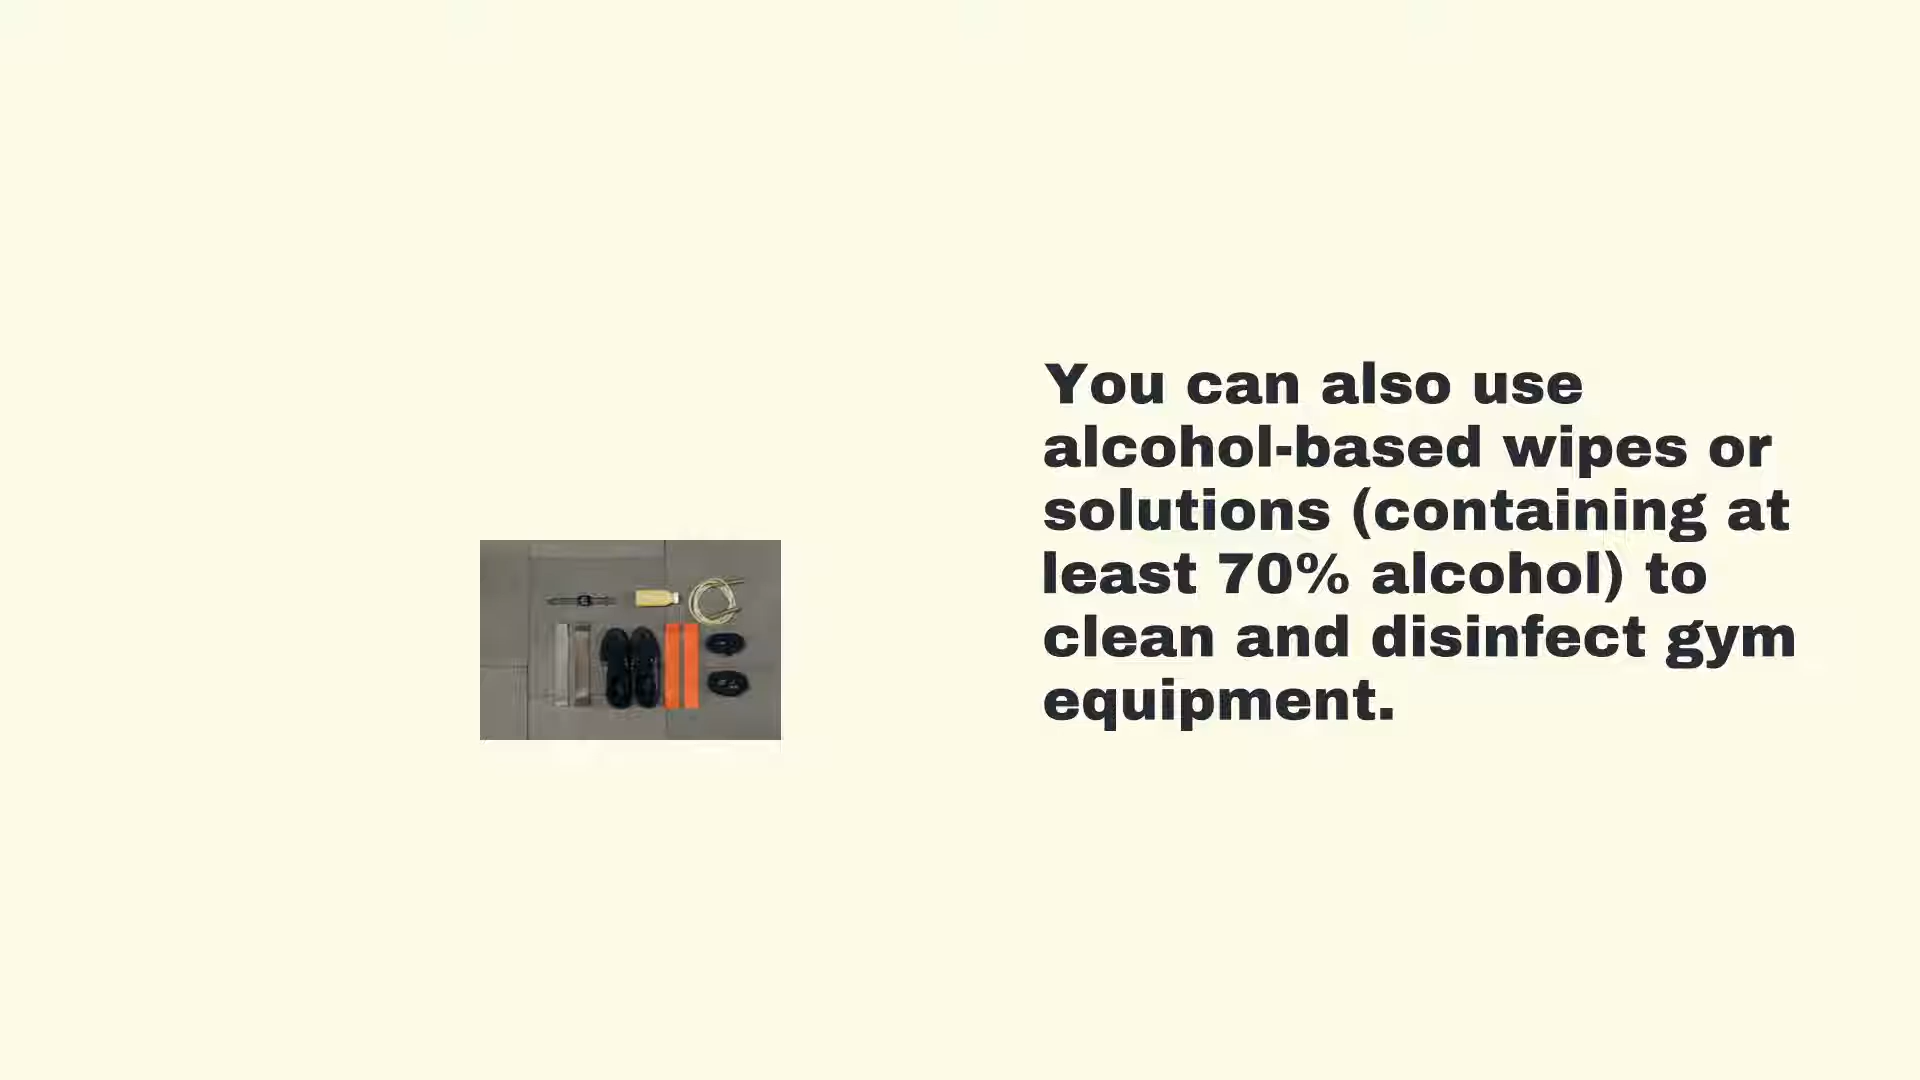 You can also use
alcohol-based wipes or
solutions (containing at
least 70% alcohol) to
clean and disinfect gym
equipment.